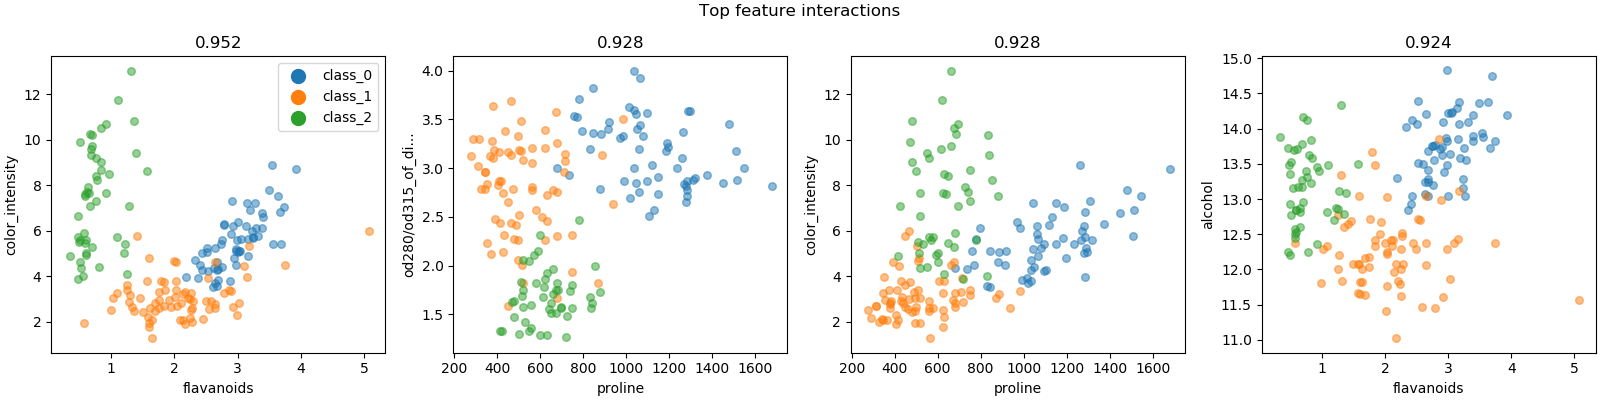 Top feature interactions
0.952
color_intensity
12
10
8
6
4
2
class_0
class_1
class_2
1 2 3 4 5
flavanoids
0.928
od280/od315_of_di...
4.0
3.5
3.0
2.5
2.0
1.5
200 400 600 800 1000 1200 1400 1600
proline
0.928
color_intensity
12
10
8
6
4
2
200 400 600 800 1000 1200 1400 1600
proline
0.924
alcohol
15.0
14.5
14.0
13.5
13.0
12.5
12.0
11.5
11.0
1 2 3 4 5
flavanoids